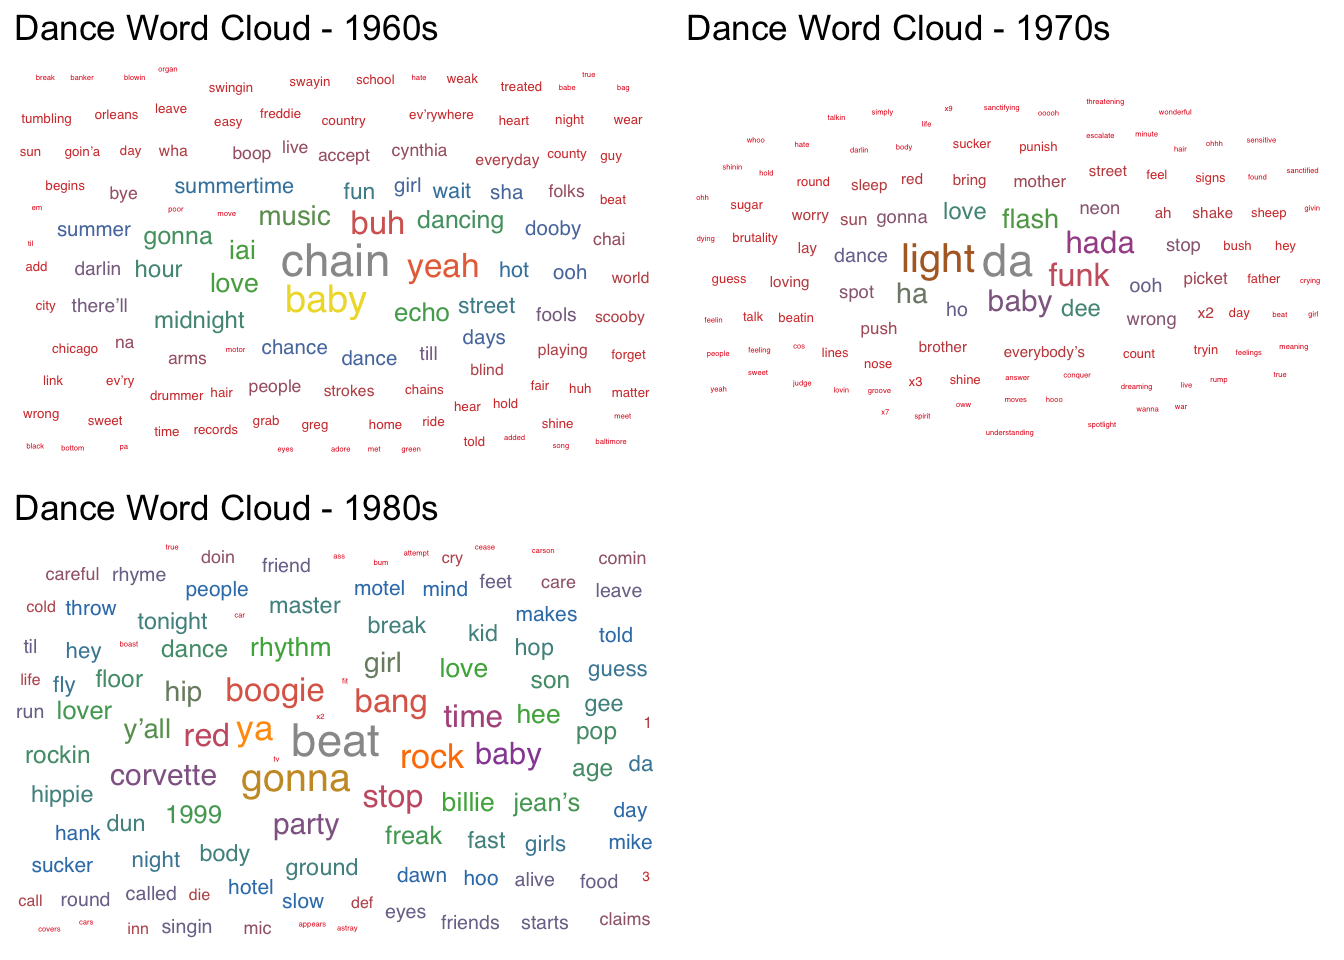 Dance Word Cloud - 1960s
organ
break banker blowin hate true
swingin swayin school weak treated babe bag
tumbling orleans leave easy freddie country ev'rywhere heart night wear
sun goin'a day wha boop live accept cynthia everyday county guy
begins bye summertime fun girl wait sha folks beat
em poor move music buh dancing
til summer gonna iai dooby chai
add darlin hour love chain yeah hot ooh world
city there'll baby echo street fools scooby
midnight
chicago na arms motor chance dance till days blind playing forget
link ev'ry drummer hair people strokes chains fair huh matter
wrong sweet time records grab greg home ride hear hold shine meet
black bottom pa eyes adore met green told added song baltimore
Dance Word Cloud - 1970s
threatening
talkin simply x9 life sanctifying ooooh wonderful
whoo hate darlin body sucker punish escalate minute hair ohhh sensitive
shinin hold round sleep red bring mother street feel signs found sanctified
ohh sugar worry sun gonna love flash neon ah shake sheep givin
dying brutality lay dance light da hada stop bush hey
guess loving spot ha funk ooh picket father crying
feelin talk beatin push ho baby dee wrong x2 day beat girl
people feeling cos lines nose brother everybody's count tryin feelings meaning
yeah sweet judge lovin groove x3 shine answer conquer dreaming live rump true
x7 spirit oww moves hooo wanna war
understanding spotlight
Dance Word Cloud - 1980s
true doin friend ass bum attempt cry cease carson comin
careful rhyme people motel mind feet care leave
cold throw tonight car master break kid makes told
til hey boast dance rhythm girl love hop guess
life fly floor hip boogie fit bang son gee
run lover y'all red ya x2 beat time hee pop 1
rockin corvette tv gonna rock baby age da
hippie 1999 stop billie jean's day
hank dun party freak fast girls mike
sucker night body ground dawn hoo alive food 3
call round called die hotel slow def eyes friends starts claims
covers cars inn singin mic appears astray